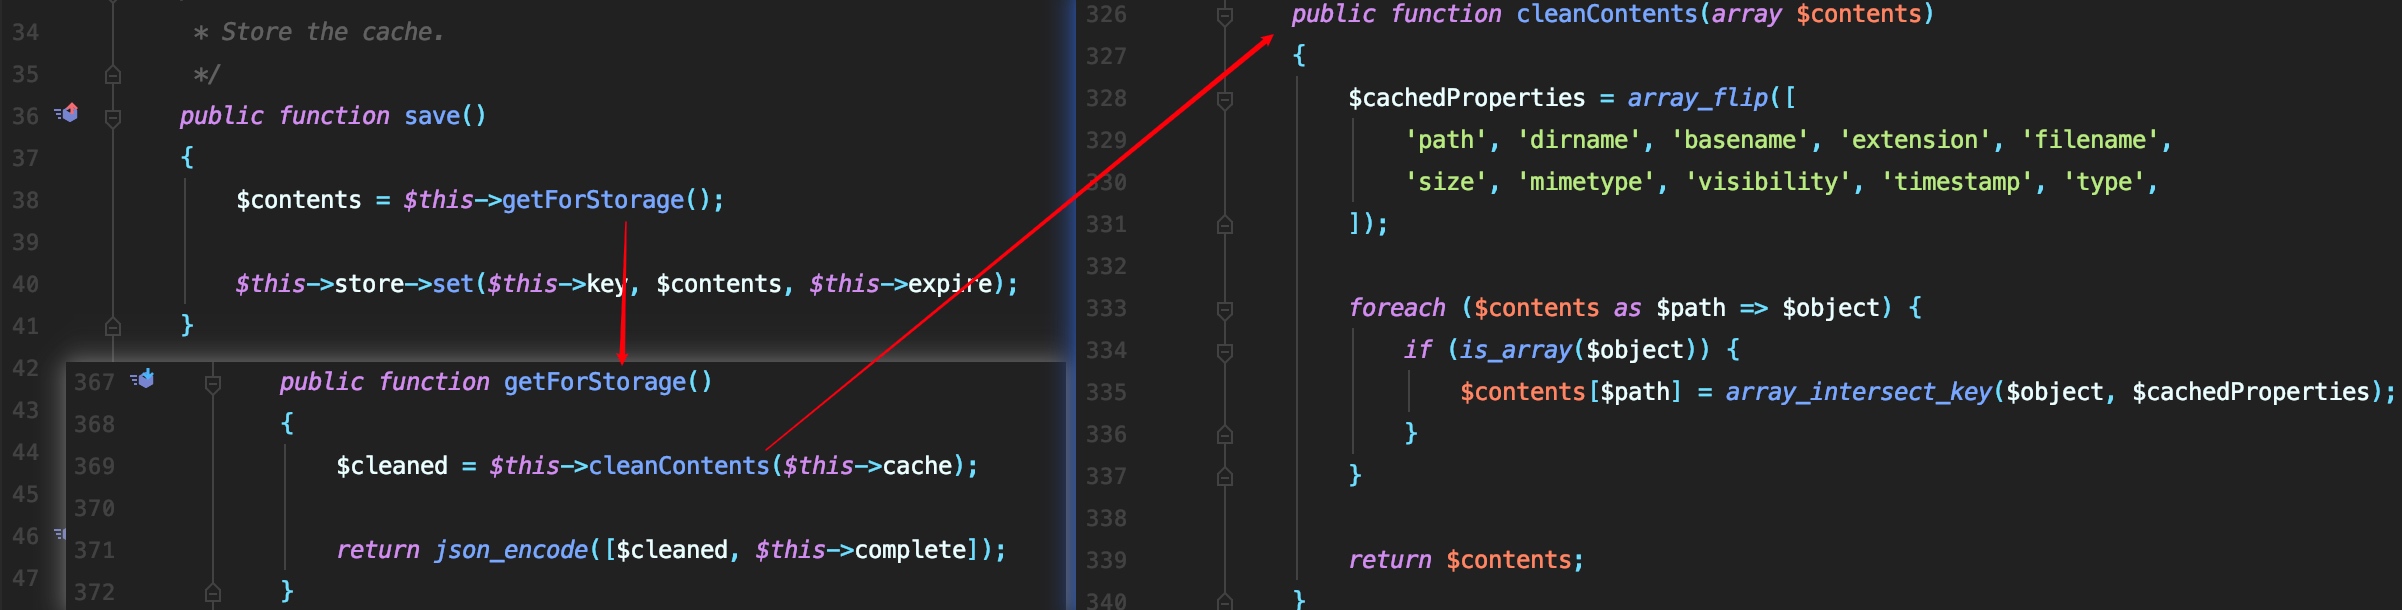 34 * Store the cache.
35 */
36 public function save()
37 {
38 $contents = $this->getForStorage();
39
40 $this->store->set($this->key, $contents, $this->expire);
41 }
42
43
44
45
46
47
367 public function getForStorage()
368 {
369 $cleaned = $this->cleanContents($this->cache);
370
371 return json_encode([$cleaned, $this->complete]);
372 }
326 public function cleanContents(array $contents)
327 {
328 $cachedProperties = array_flip([
329 'path', 'dirname', 'basename', 'extension', 'filename',
330 'size', 'mimetype', 'visibility', 'timestamp', 'type',
331 ]);
332
333 foreach ($contents as $path => $object) {
334 if (is_array($object)) {
335 $contents[$path] = array_intersect_key($object, $cachedProperties);
336 }
337 }
338
339 return $contents;
340 }